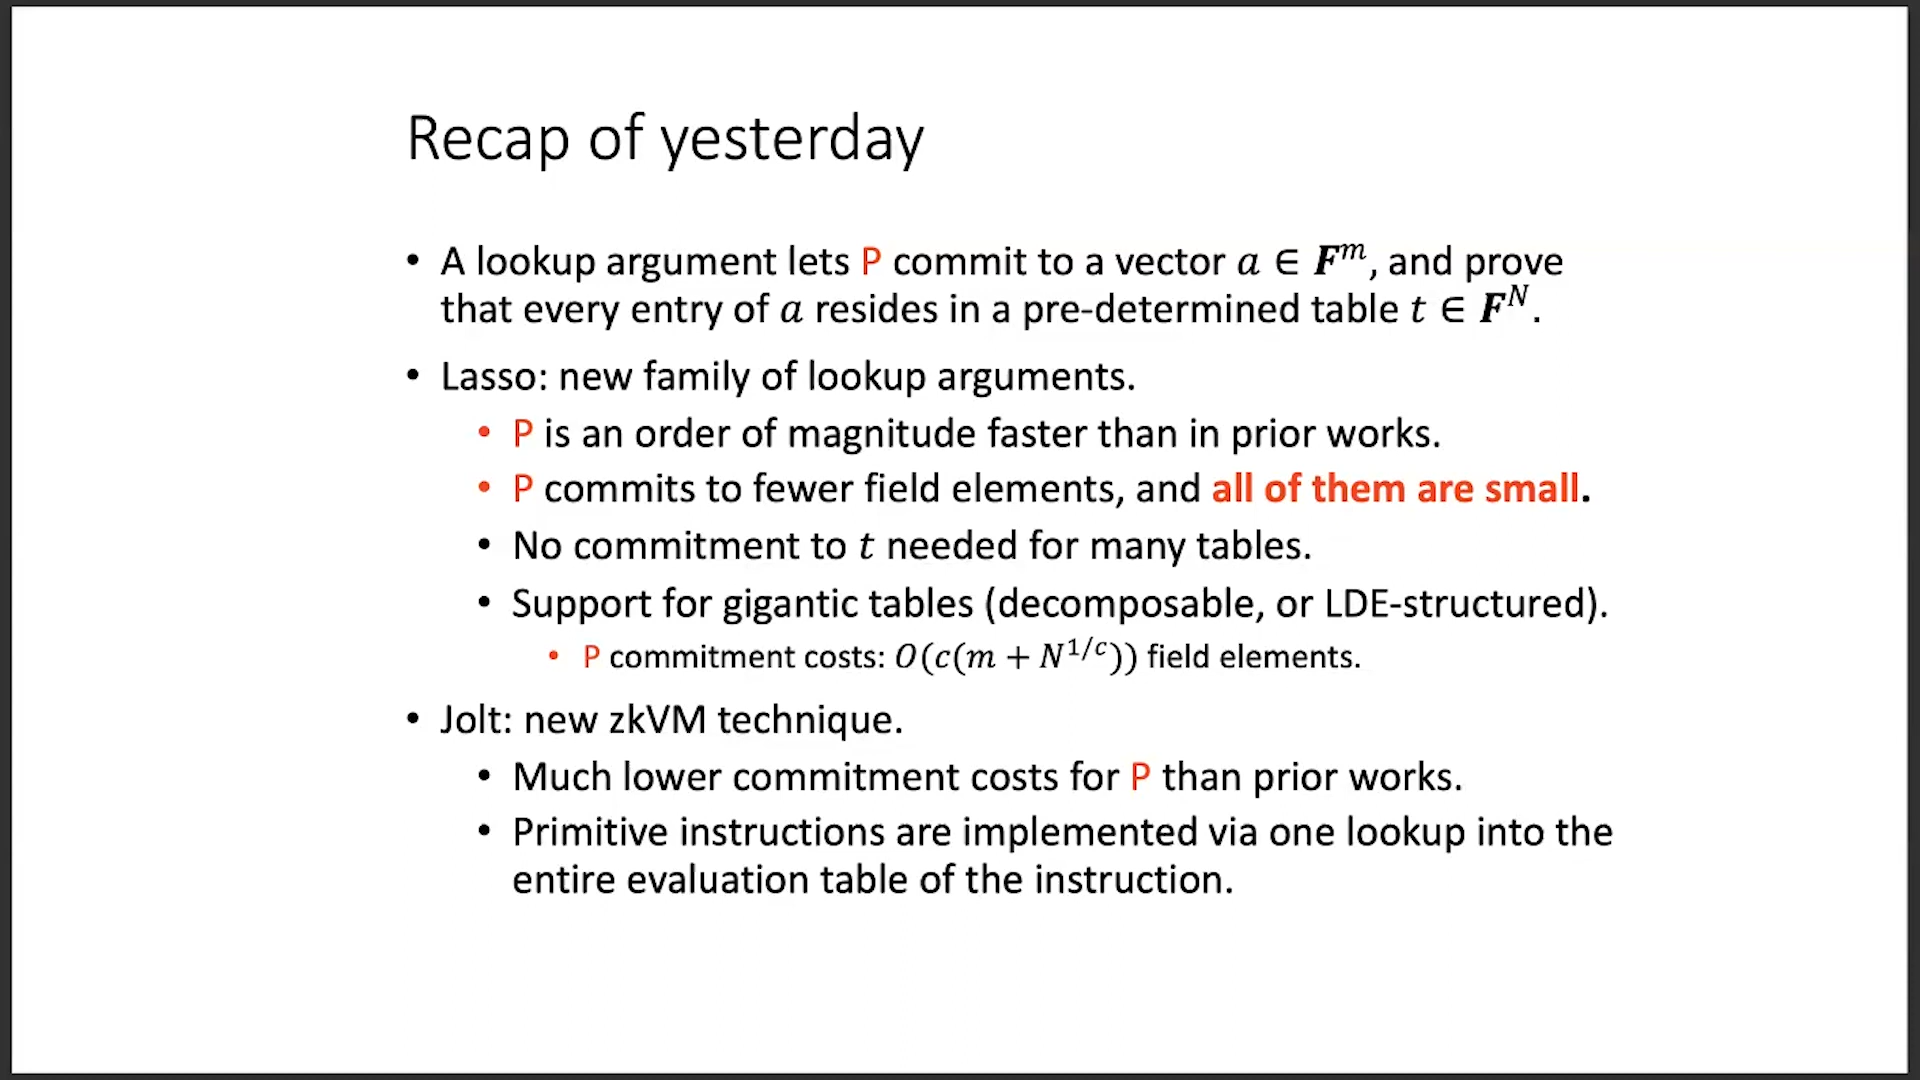 Recap of yesterday
• A lookup argument lets P commit to a vector a ∈ F^m, and prove
that every entry of a resides in a pre-determined table t ∈ F^N.
• Lasso: new family of lookup arguments.
• P is an order of magnitude faster than in prior works.
• P commits to fewer field elements, and all of them are small.
• No commitment to t needed for many tables.
• Support for gigantic tables (decomposable, or LDE-structured).
• P commitment costs: O(c(m + N^{1/c})) field elements.
• Jolt: new zkVM technique.
• Much lower commitment costs for P than prior works.
• Primitive instructions are implemented via one lookup into the
entire evaluation table of the instruction.